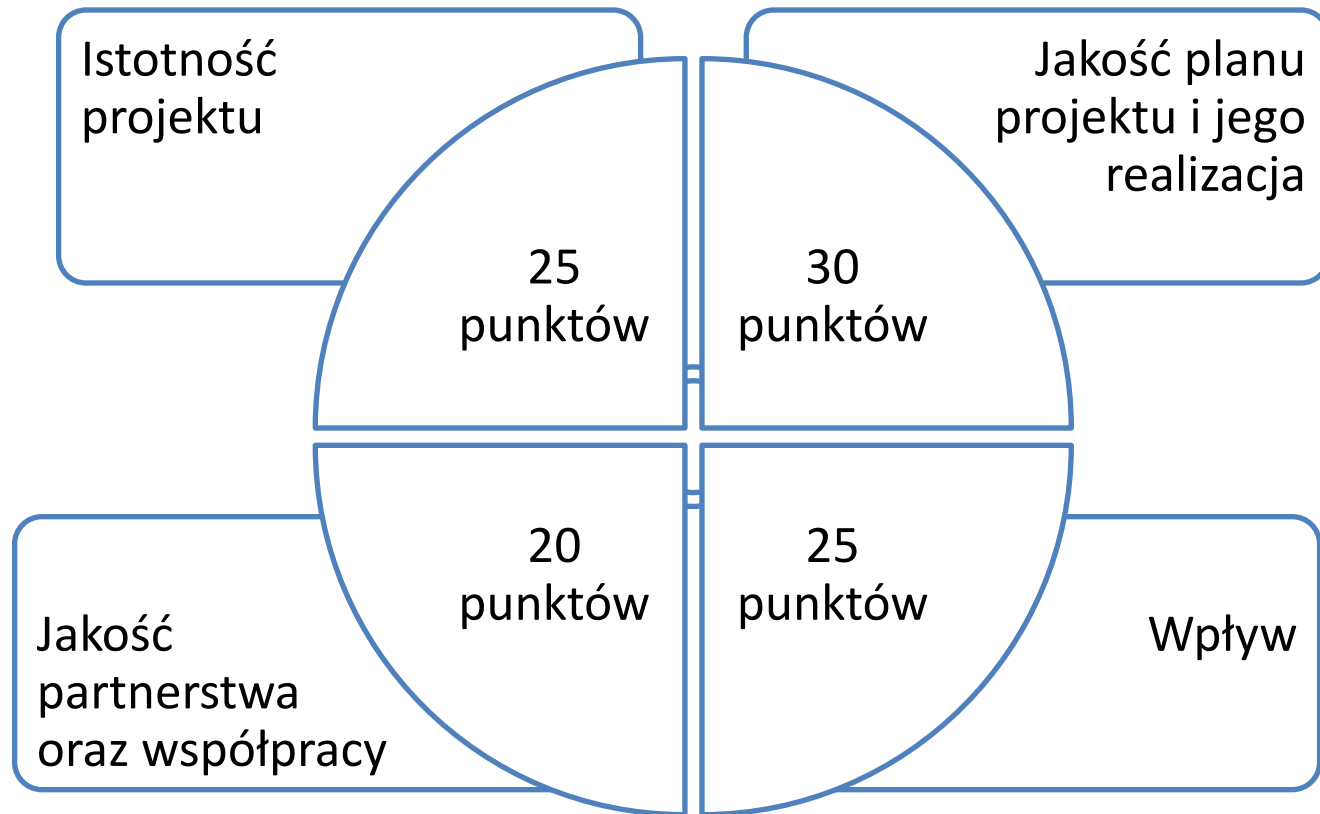 Istotność
projektu
25
punktów
Jakość planu
projektu i jego
realizacja
30
punktów
Jakość
partnerstwa
oraz współpracy
20
punktów
Wpływ
25
punktów